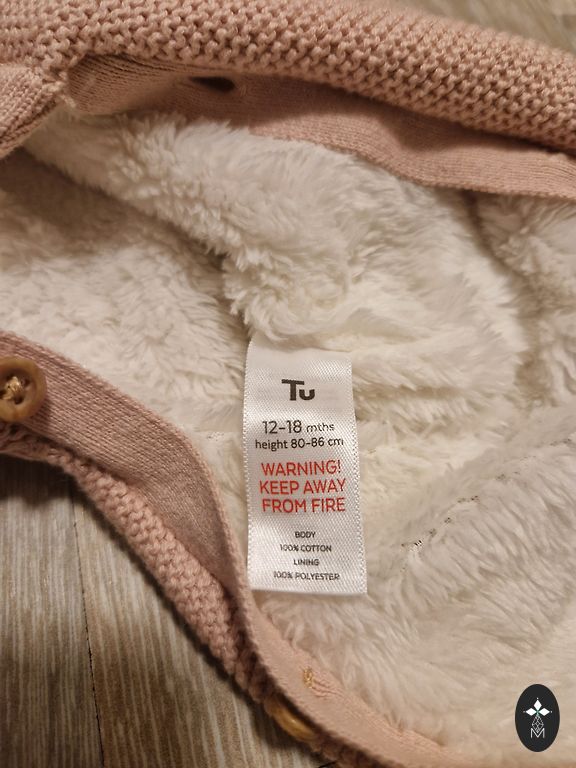 Tu
12-18 mths
height 80-86 cm
WARNING!
KEEP AWAY
FROM FIRE
BODY
100% COTTON
LINING
100% POLYESTER